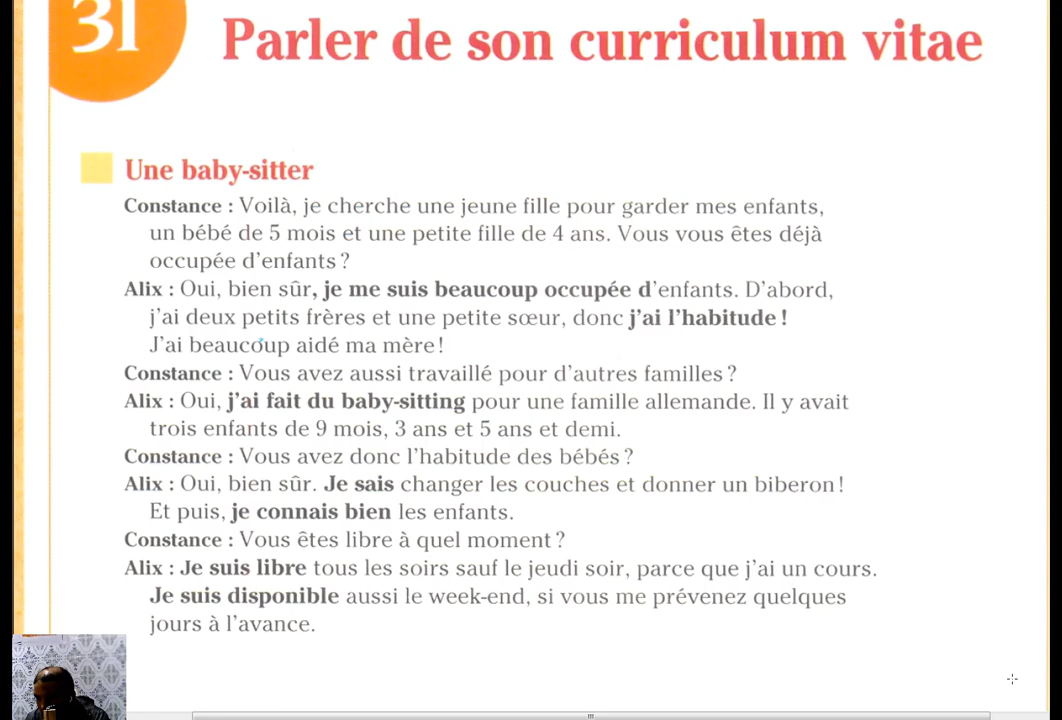 31
Parler de son curriculum vitae
Une baby-sitter
Constance : Voilà, je cherche une jeune fille pour garder mes enfants,
un bébé de 5 mois et une petite fille de 4 ans. Vous vous êtes déjà
occupée d'enfants ?
Alix : Oui, bien sûr, je me suis beaucoup occupée d'enfants. D'abord,
j'ai deux petits frères et une petite sœur, donc j'ai l'habitude !
J'ai beaucoup aidé ma mère !
Constance : Vous avez aussi travaillé pour d'autres familles ?
Alix : Oui, j'ai fait du baby-sitting pour une famille allemande. Il y avait
trois enfants de 9 mois, 3 ans et 5 ans et demi.
Constance : Vous avez donc l'habitude des bébés ?
Alix : Oui, bien sûr. Je sais changer les couches et donner un biberon !
Et puis, je connais bien les enfants.
Constance : Vous êtes libre à quel moment ?
Alix : Je suis libre tous les soirs sauf le jeudi soir, parce que j'ai un cours.
Je suis disponible aussi le week-end, si vous me prévenez quelques
jours à l'avance.